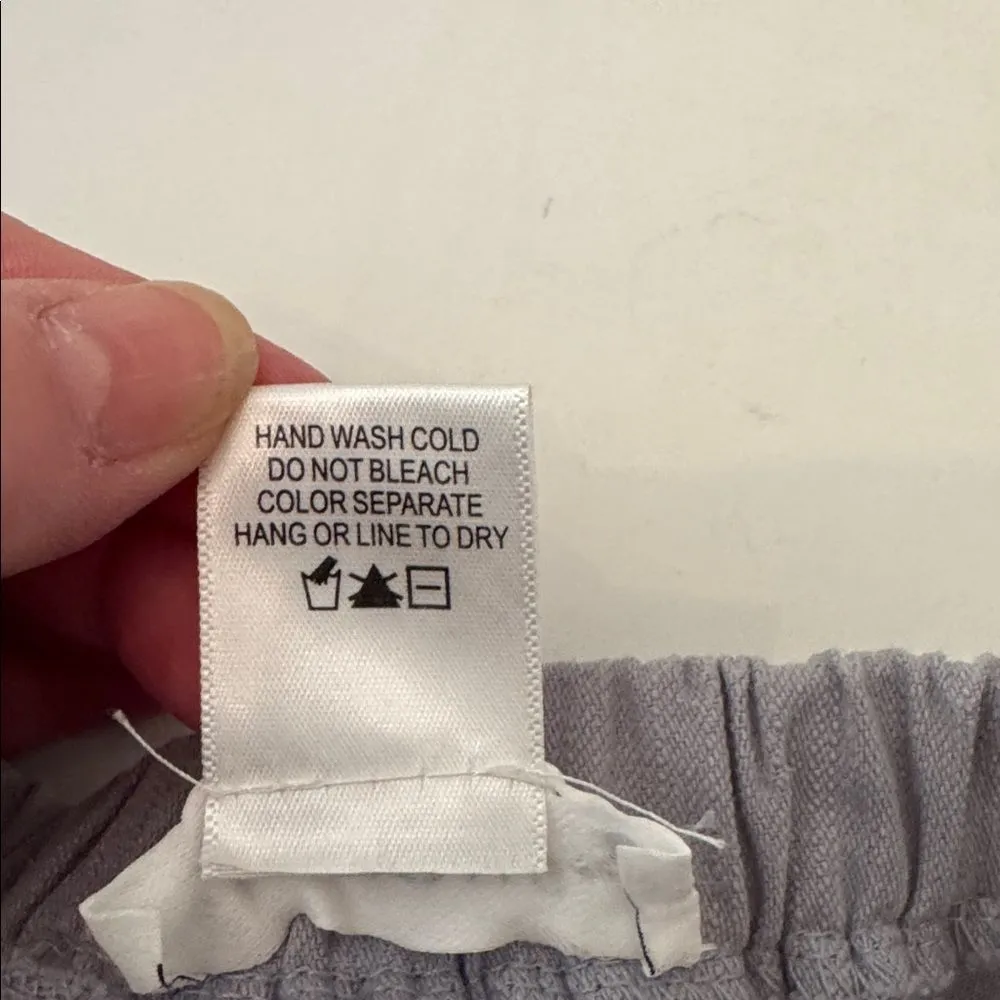 HAND WASH COLD
DO NOT BLEACH
COLOR SEPARATE
HANG OR LINE TO DRY